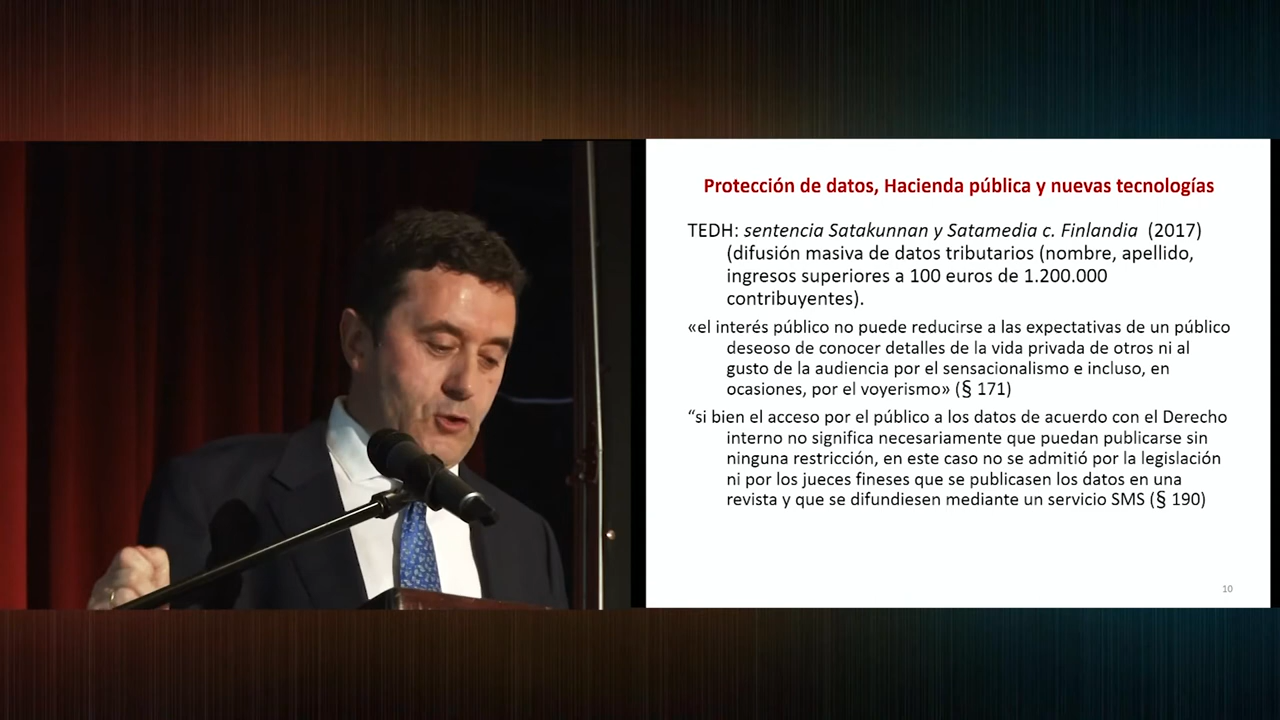 Protección de datos, Hacienda pública y nuevas tecnologías
TEDH: sentencia Satakunnan y Satamedia c. Finlandia (2017)
(difusión masiva de datos tributarios (nombre, apellido,
ingresos superiores a 100 euros de 1.200.000
contribuyentes).
«el interés público no puede reducirse a las expectativas de un público
deseoso de conocer detalles de la vida privada de otros ni al
gusto de la audiencia por el sensacionalismo e incluso, en
ocasiones, por el voyerismo» (§ 171)
“si bien el acceso por el público a los datos de acuerdo con el Derecho
interno no significa necesariamente que puedan publicarse sin
ninguna restricción, en este caso no se admitió por la legislación
ni por los jueces fineses que se publicasen los datos en una
revista y que se difundiesen mediante un servicio SMS (§ 190)
10